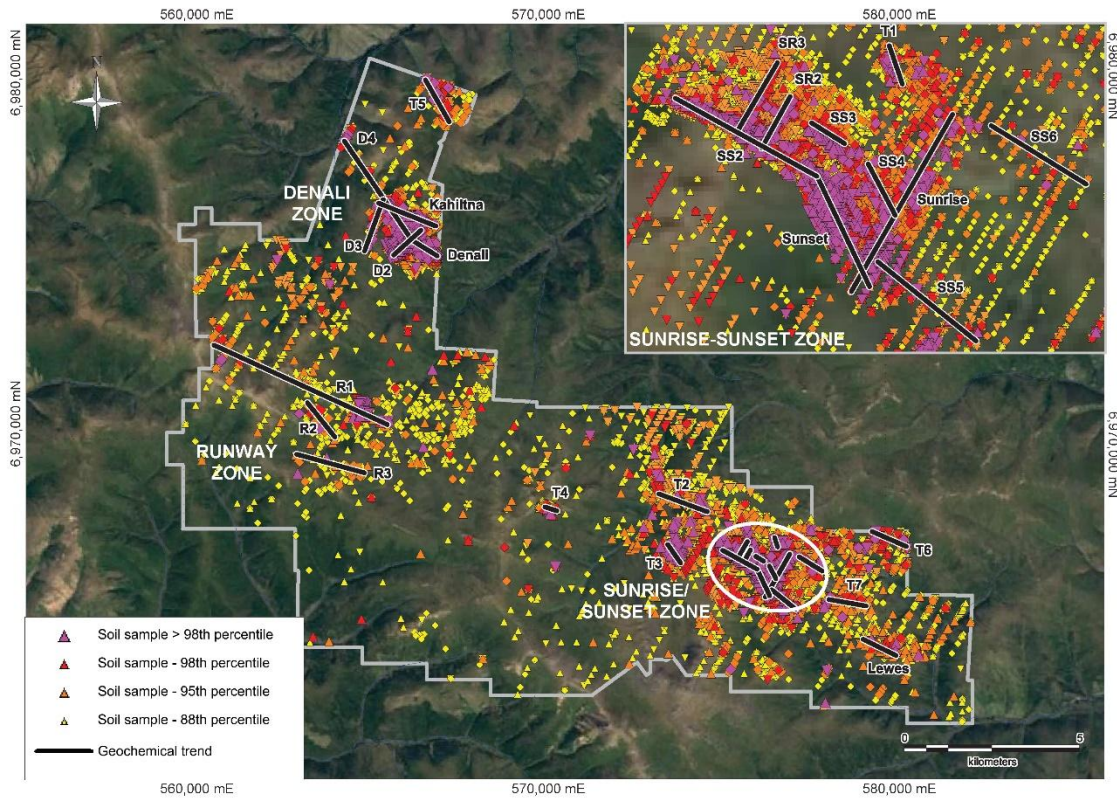 560,000 mE
570,000 mE
580,000 mE
6,980,000 mN
6,980,000 mN
N
T5
D4
DENALI
ZONE
Kahiltna
D3
D2
Denali
R1
R2
RUNWAY
ZONE
R3
6,970,000 mN
6,970,000 mN
SR3
T1
SR2
SS3
SS6
SS2
SS4
Sunrise
Sunset
SS5
SUNRISE-SUNSET ZONE
T2
T4
T6
T3
SUNRISE/
SUNSET ZONE
T7
Lewes
Soil sample > 98th percentile
Soil sample - 98th percentile
Soil sample - 95th percentile
Soil sample - 88th percentile
Geochemical trend
0 5
kilometers
560,000 mE
570,000 mE
580,000 mE